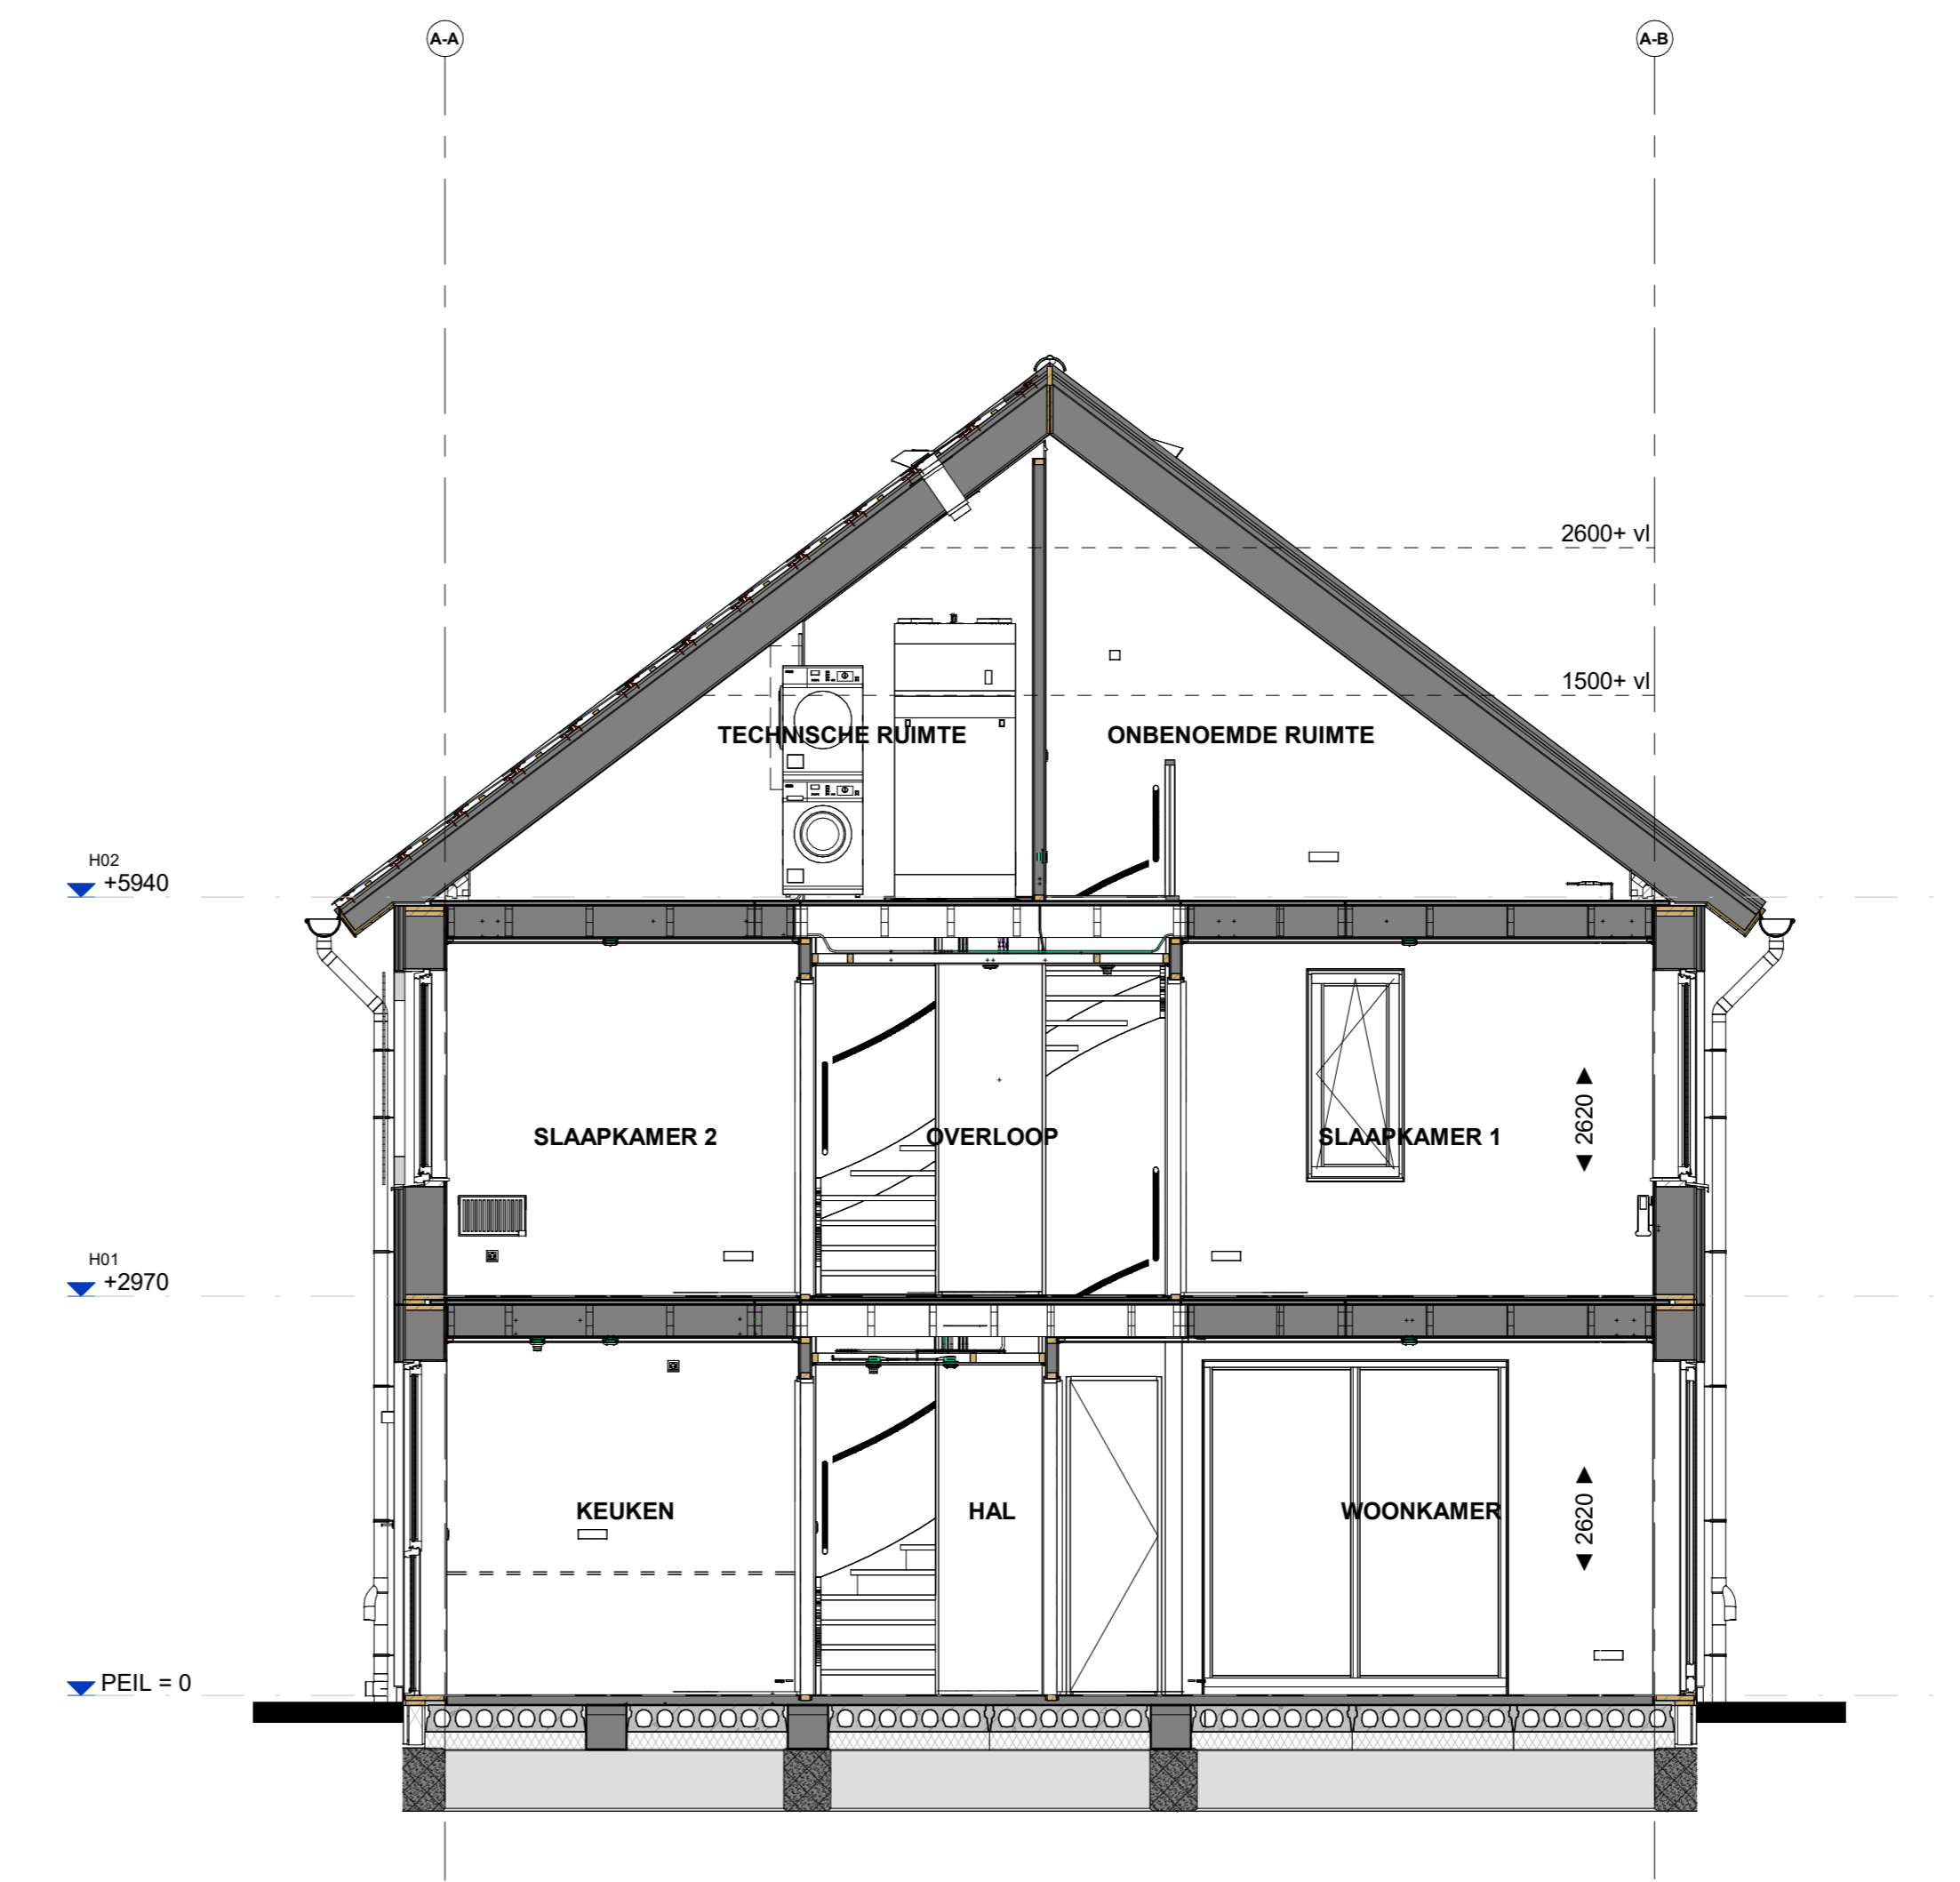 A-A
A-B
2600+ vl
1500+ vl
TECHNISCHE RUIMTE
ONBENOEMDE RUIMTE
H02
+5940
SLAAPKAMER 2
OVERLOOP
SLAAPKAMER 1
2620
H01
+2970
KEUKEN
HAL
WOONKAMER
2620
PEIL = 0